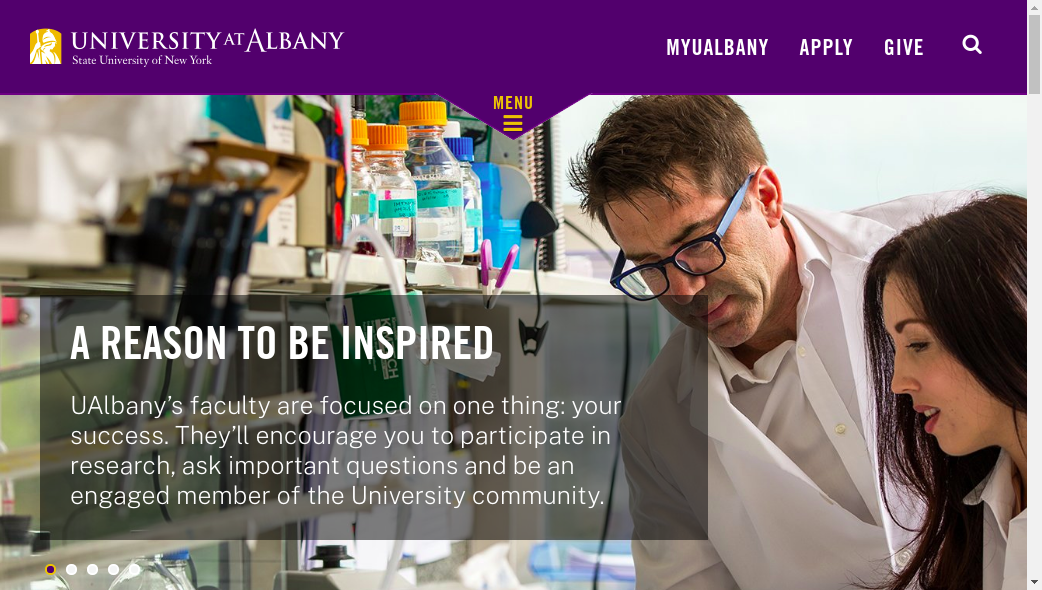 UNIVERSITY AT ALBANY
State University of New York
MYUALBANY
APPLY
GIVE
MENU
A REASON TO BE INSPIRED
UAlbany’s faculty are focused on one thing: your
success. They’ll encourage you to participate in
research, ask important questions and be an
engaged member of the University community.